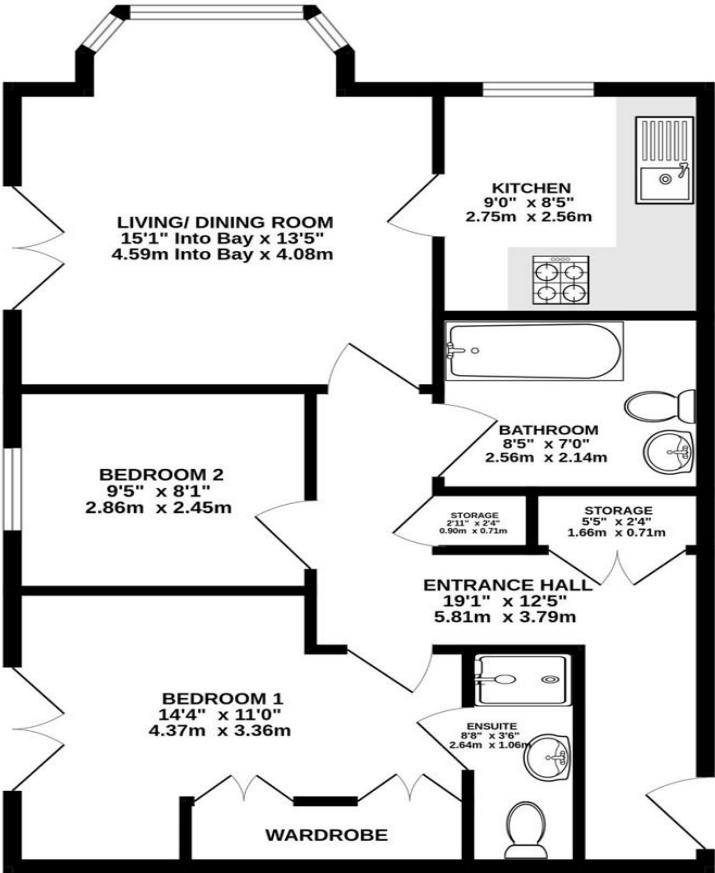 KITCHEN
9'0" x 8'5"
2.75m x 2.56m
LIVING/ DINING ROOM
15'1" Into Bay x 13'5"
4.59m Into Bay x 4.08m
BATHROOM
8'5" x 7'0"
2.56m x 2.14m
BEDROOM 2
9'5" x 8'1"
2.86m x 2.45m
STORAGE
2'11" x 2'4"
0.90m x 0.71m
STORAGE
5'5" x 2'4"
1.66m x 0.71m
ENTRANCE HALL
19'1" x 12'5"
5.81m x 3.79m
BEDROOM 1
14'4" x 11'0"
4.37m x 3.36m
ENSUITE
8'8" x 3'6"
2.64m x 1.06m
WARDROBE